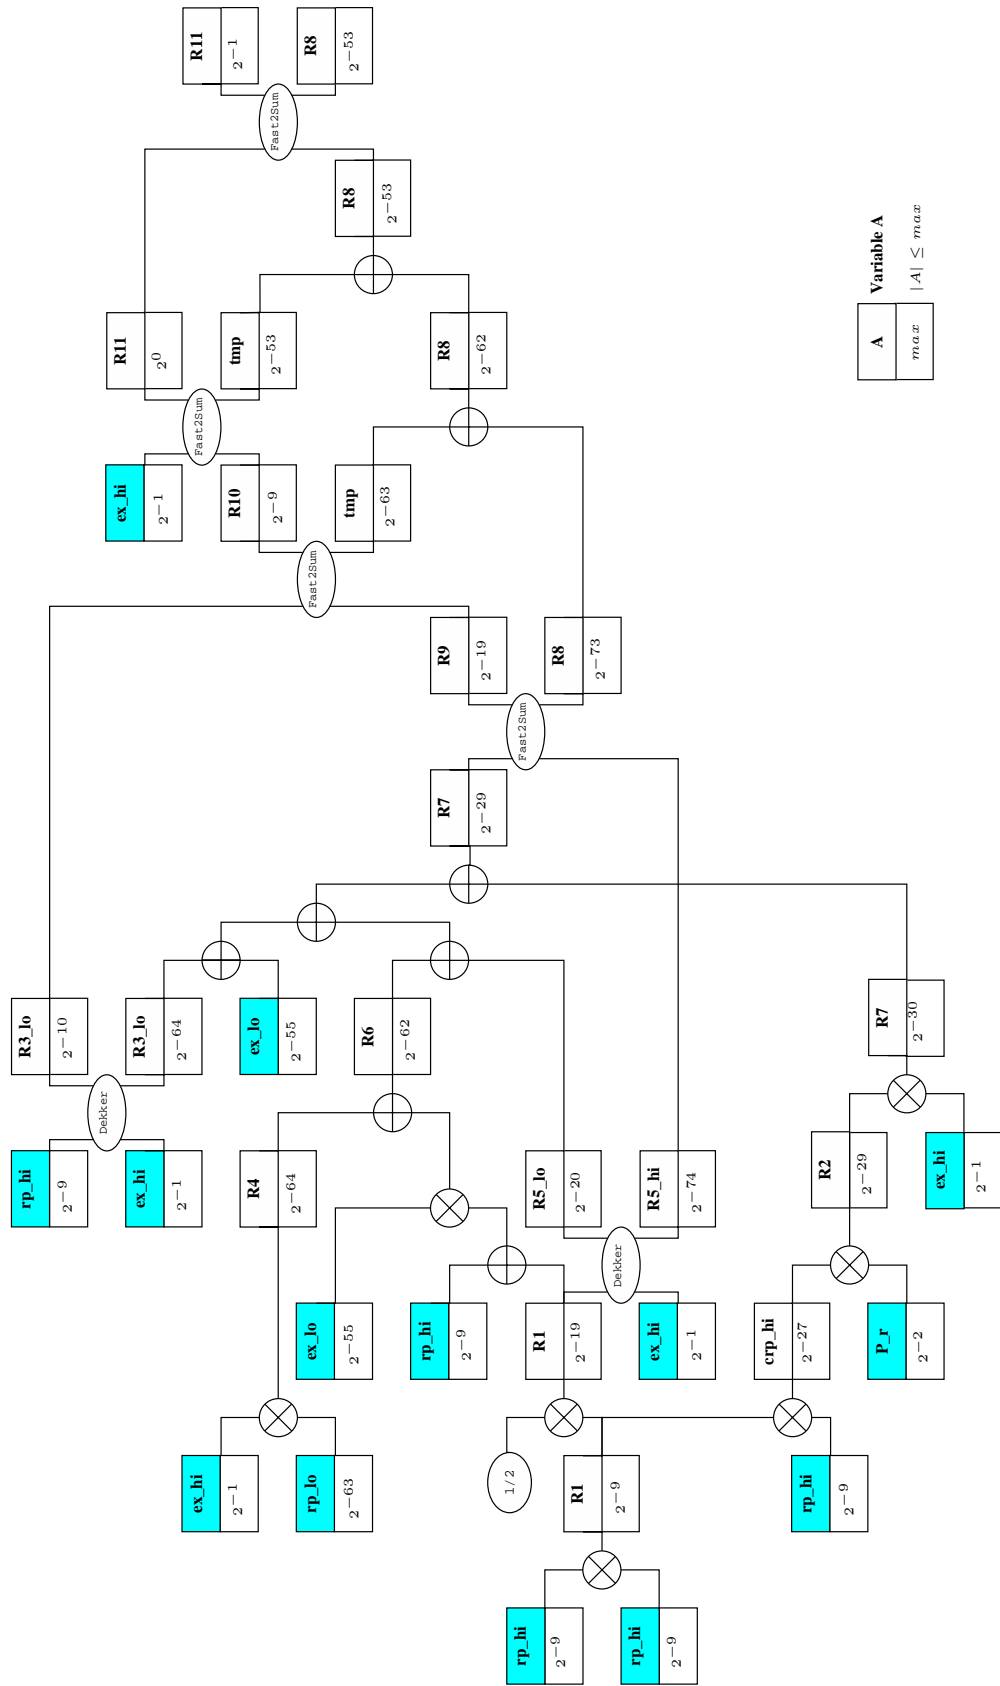 rp_hi
2−9
R3_lo
2−10
Dekker
ex_hi
2−1
R3_lo
2−64
ex_hi
2−1
R11
2^0
Fast2Sum
ex_hi
2−1
R11
2−1
R4
2−64
ex_lo
2−55
R10
2−9
tmp
2−53
Fast2Sum
rp_lo
2−63
ex_lo
2−55
Fast2Sum
R8
2−53
R6
2−62
tmp
2−63
R8
2−53
rp_hi
2−9
R7
2−29
R9
2−19
R8
2−62
1/2
rp_hi
2−9
R1
2−9
R1
2−19
R5_lo
2−20
Fast2Sum
R8
2−73
Dekker
rp_hi
2−9
ex_hi
2−1
R5_hi
2−74
rp_hi
2−9
crp_hi
2−27
R2
2−29
P_r
2−2
R7
2−30
ex_hi
2−1
A
Variable A
max
|A| ≤ max